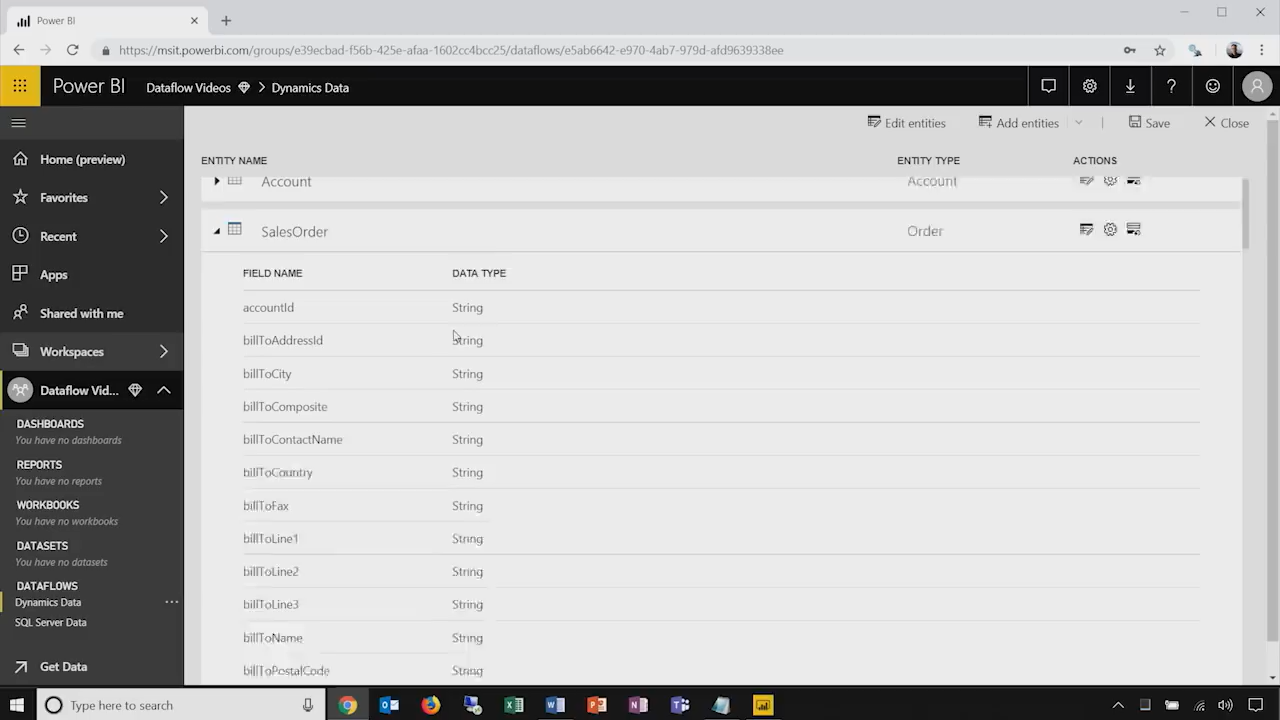 Power BI
https://msit.powerbi.com/groups/e39ecbad-f56b-425e-afaa-1602cc4bcc25/dataflows/e5ab6642-e970-4ab7-979d-afd9639338ee
Power BI Dataflow Videos > Dynamics Data
Edit entities Add entities | Save Close
Home (preview)
Favorites
Recent
Apps
Shared with me
Workspaces
Dataflow Vid...
DASHBOARDS
You have no dashboards
REPORTS
You have no reports
WORKBOOKS
You have no workbooks
DATASETS
You have no datasets
DATAFLOWS
Dynamics Data ...
SQL Server Data
Get Data
ENTITY NAME ENTITY TYPE ACTIONS
Account Account
SalesOrder Order
FIELD NAME DATA TYPE
accountId String
billToAddressId String
billToCity String
billToComposite String
billToContactName String
billToCountry String
billToFax String
billToLine1 String
billToLine2 String
billToLine3 String
billToName String
billToPostalCode String
Type here to search